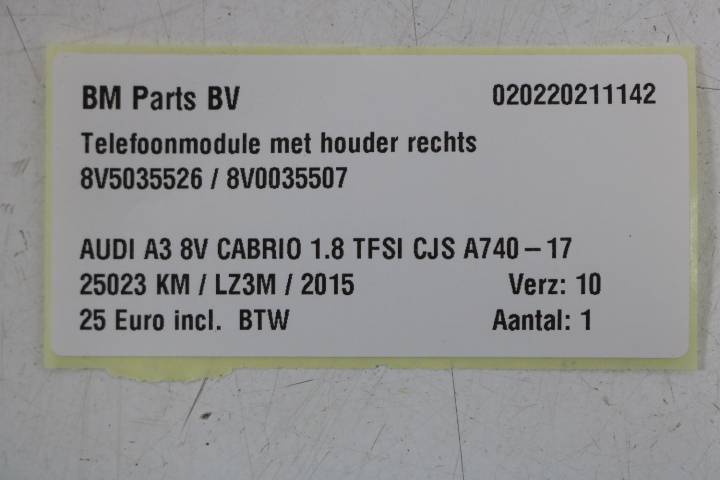 BM Parts BV 020220211142
Telefoonmodule met houder rechts
8V5035526 / 8V0035507
AUDI A3 8V CABRIO 1.8 TFSI CJS A740 – 17
25023 KM / LZ3M / 2015 Verz: 10
25 Euro incl. BTW Aantal: 1